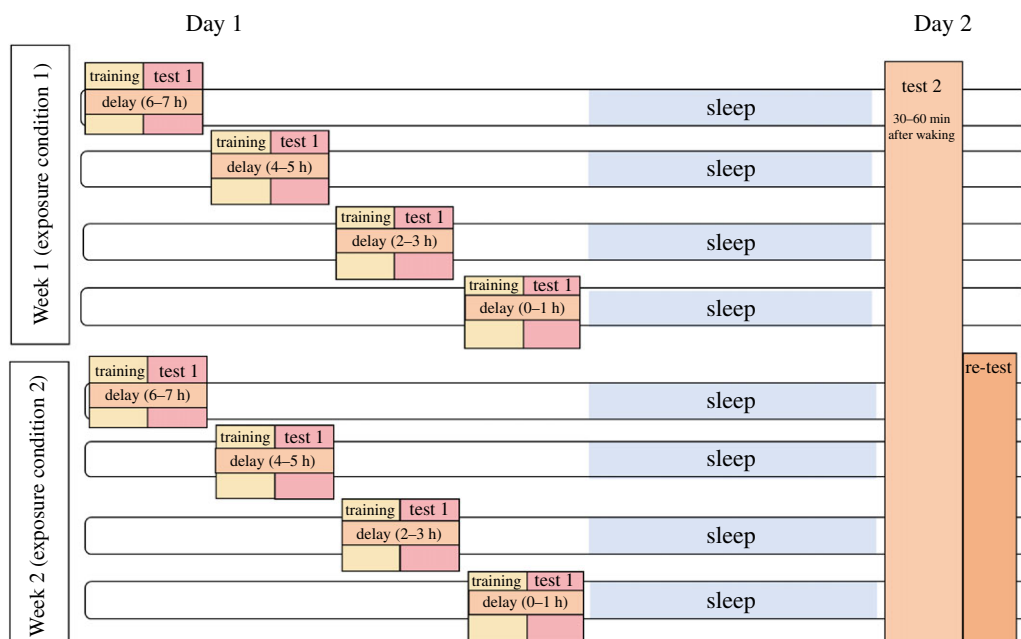 Day 1
Day 2
Week 1 (exposure condition 1)
training test 1
delay (6–7 h)
sleep
training test 1
delay (4–5 h)
sleep
training test 1
delay (2–3 h)
sleep
training test 1
delay (0–1 h)
sleep
test 2
30–60 min
after waking
Week 2 (exposure condition 2)
training test 1
delay (6–7 h)
sleep
training test 1
delay (4–5 h)
sleep
training test 1
delay (2–3 h)
sleep
training test 1
delay (0–1 h)
sleep
re-test